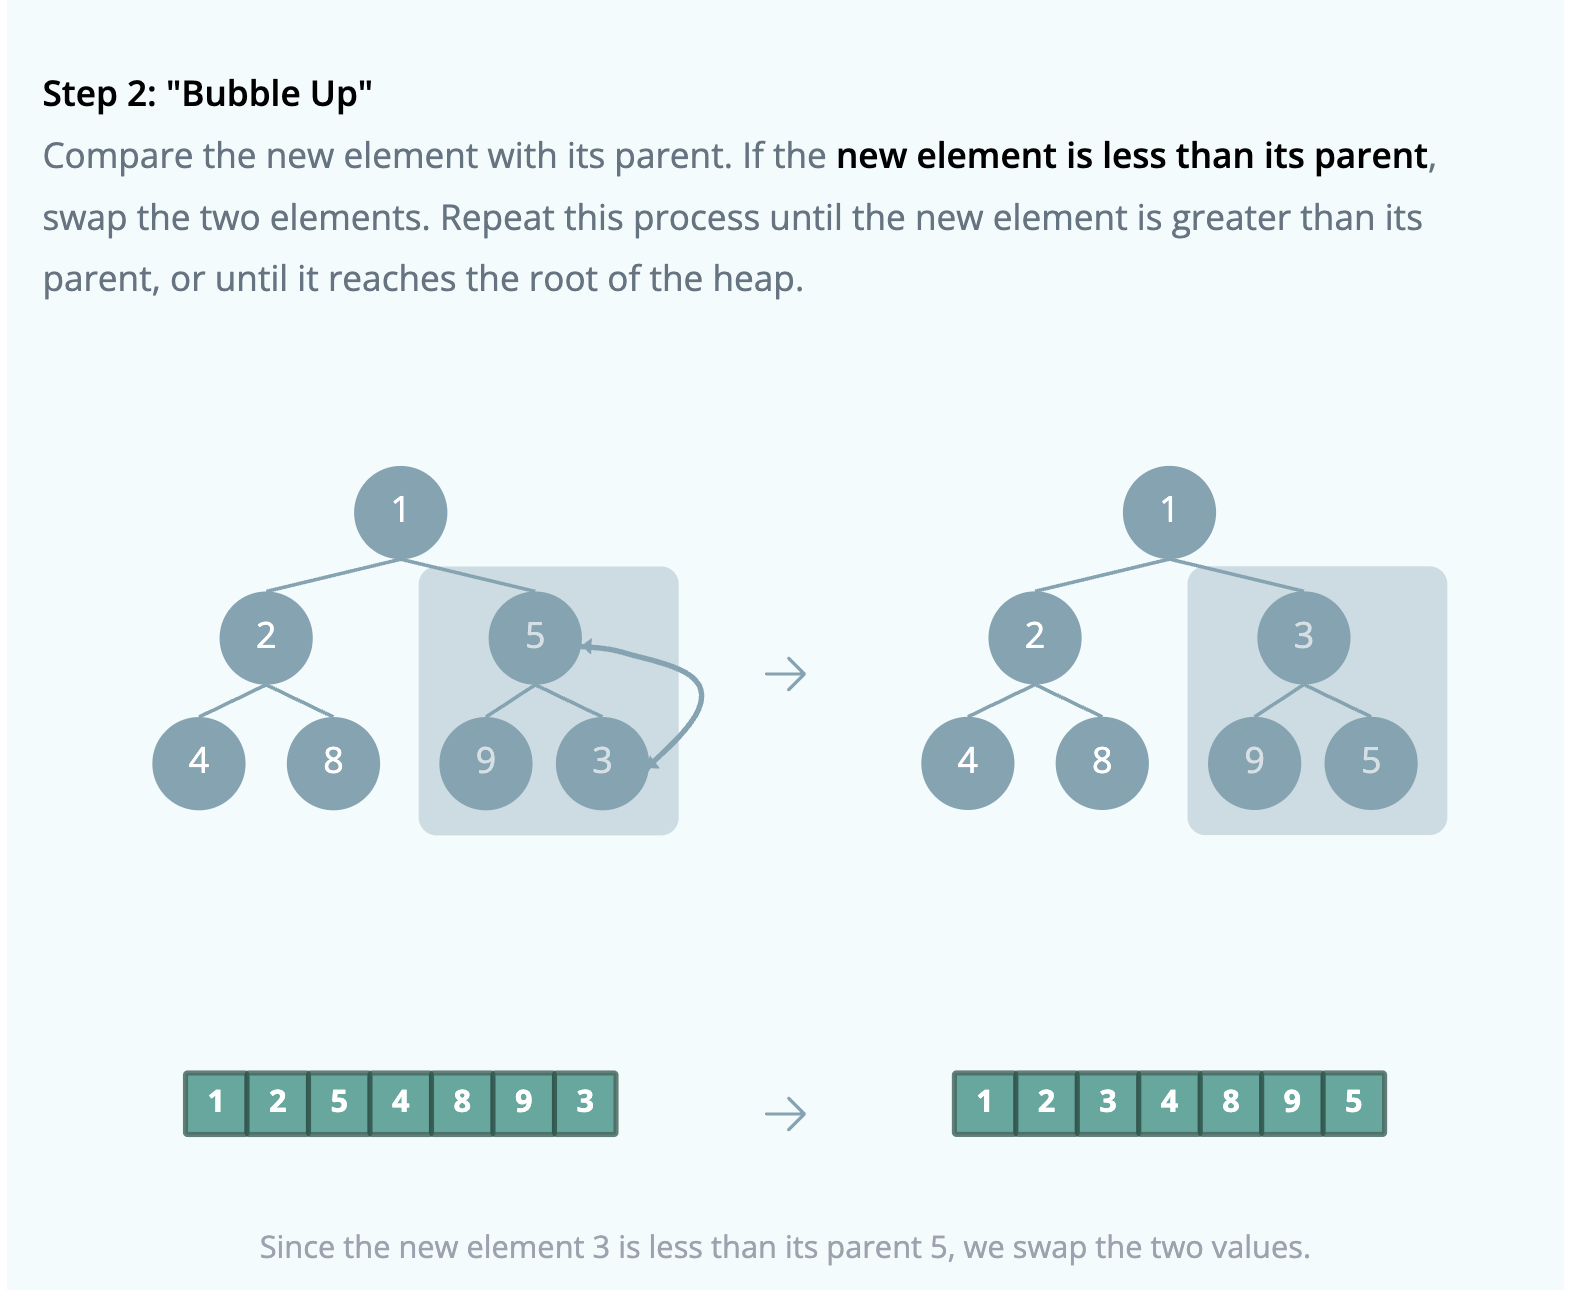 Step 2: "Bubble Up"
Compare the new element with its parent. If the new element is less than its parent,
swap the two elements. Repeat this process until the new element is greater than its
parent, or until it reaches the root of the heap.
1
1
2
5
2
3
4
8
9
3
4
8
9
5
1 2 5 4 8 9 3
1 2 3 4 8 9 5
Since the new element 3 is less than its parent 5, we swap the two values.